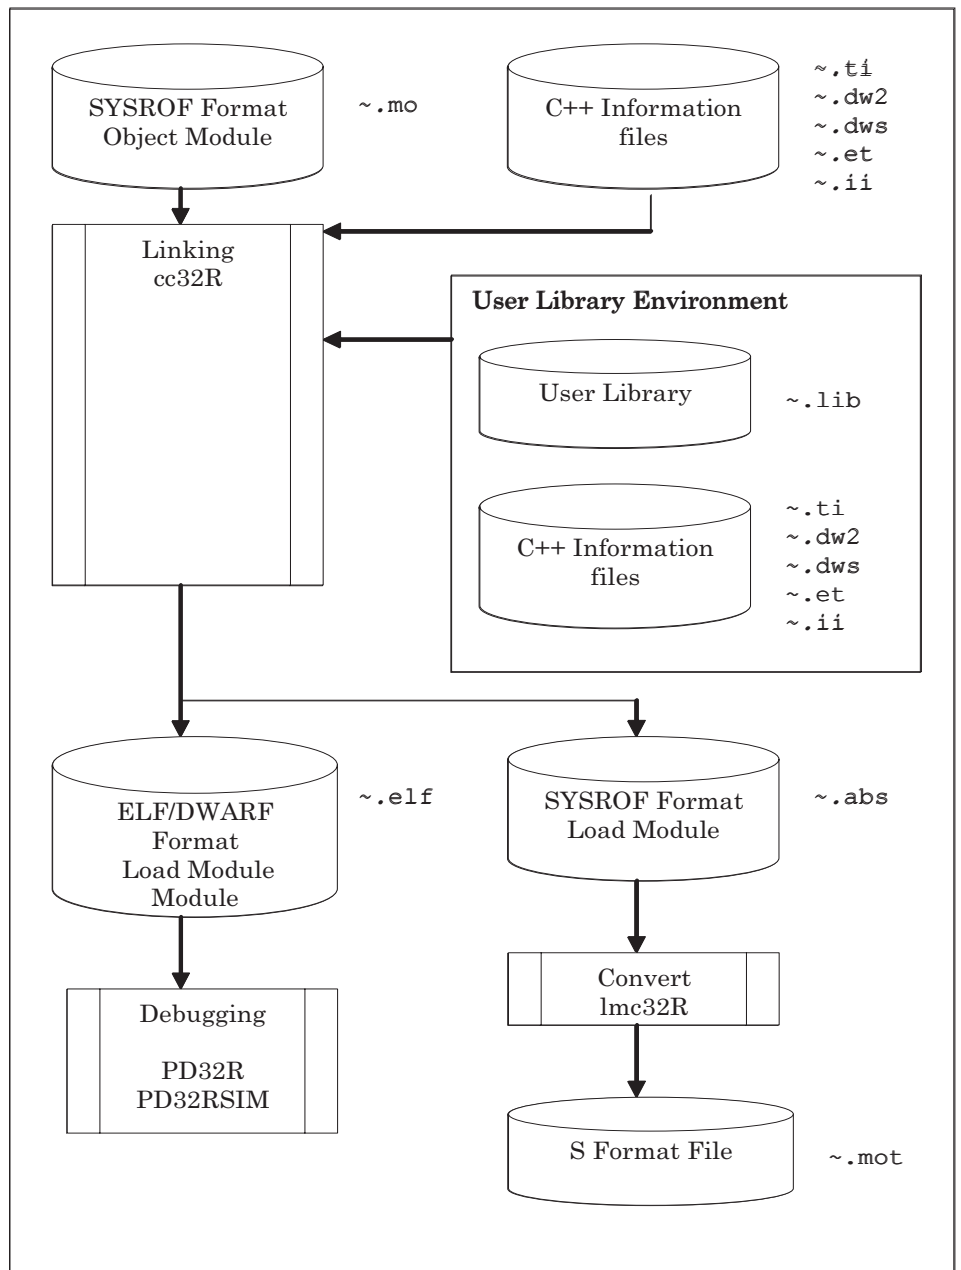 SYSROF Format
Object Module
~.mo
C++ Information
files
~.ti
~.dw2
~.dws
~.et
~.ii
Linking
cc32R
User Library Environment
User Library
~.lib
C++ Information
files
~.ti
~.dw2
~.dws
~.et
~.ii
ELF/DWARF
Format
Load Module
Module
~.elf
SYSROF Format
Load Module
~.abs
Debugging
PD32R
PD32RSIM
Convert
lmc32R
S Format File
~.mot